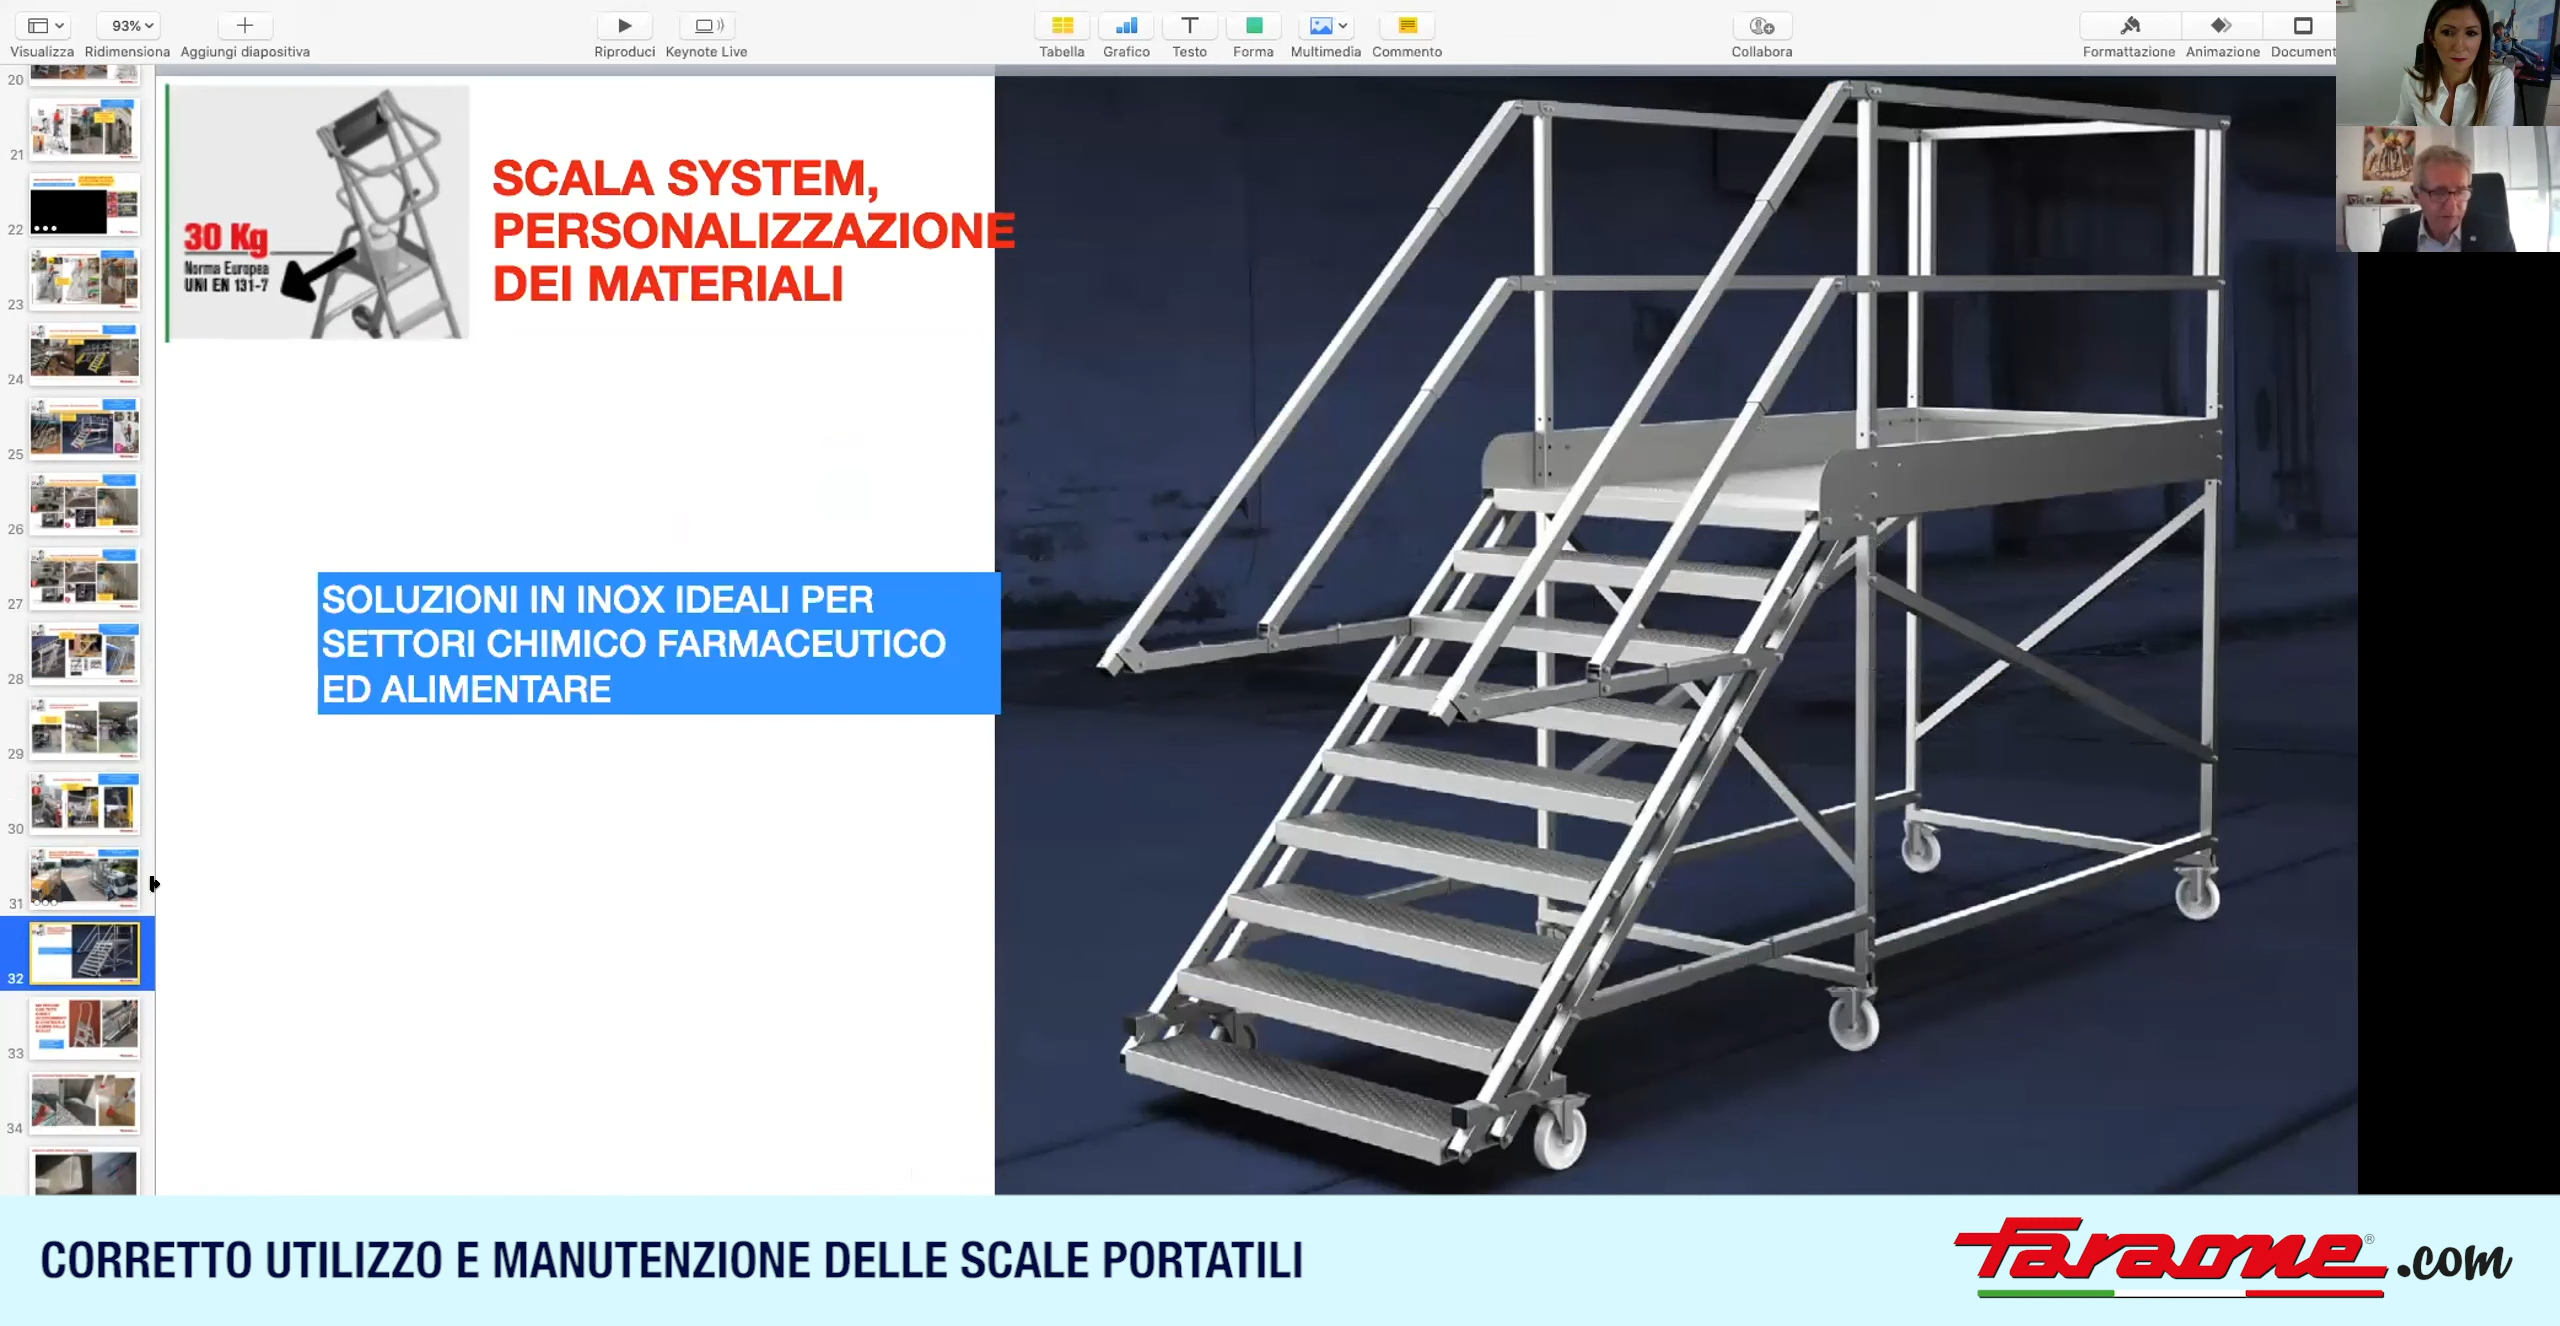 93%
Visualizza
Ridimensiona
Aggiungi diapositiva
Riproduci
Keynote Live
Tabella
Grafico
Testo
Forma
Multimedia
Commento
Collabora
Formattazione
Animazione
Document
20
21
22
23
24
25
26
27
28
29
30
31
32
33
34
30 Kg
Norma Europea
UNI EN 131-7
SCALA SYSTEM,
PERSONALIZZAZIONE
DEI MATERIALI
SOLUZIONI IN INOX IDEALI PER
SETTORI CHIMICO FARMACEUTICO
ED ALIMENTARE
CORRETTO UTILIZZO E MANUTENZIONE DELLE SCALE PORTATILI
Faraone®.com